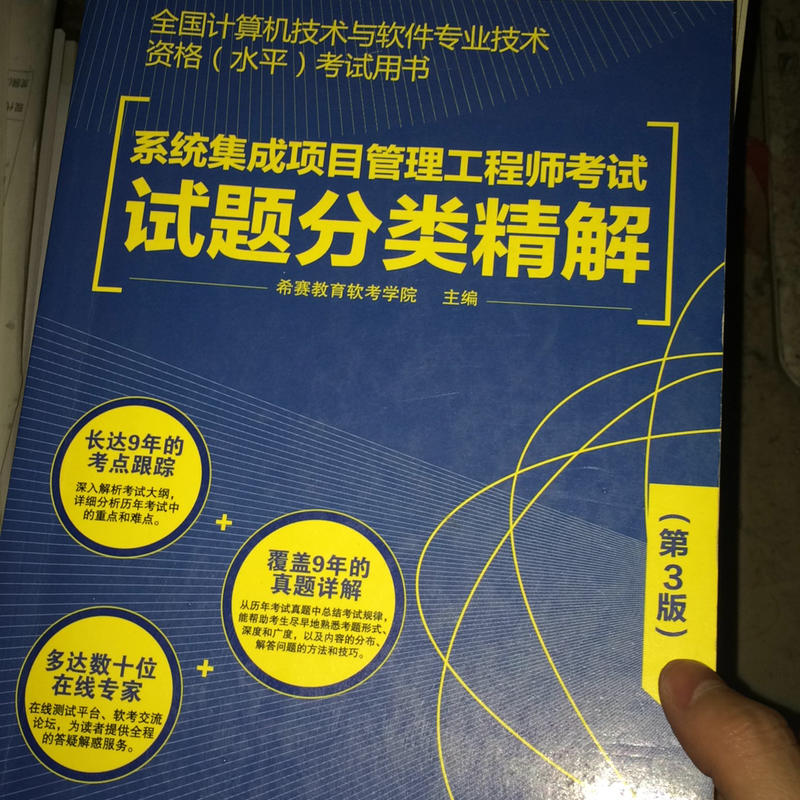 全国计算机技术与软件专业技术
资格（水平）考试用书
系统集成项目管理工程师考试
试题分类精解
希赛教育软考学院 主编
长达9年的
考点跟踪
深入解析考试大纲，
详细分析历年考试中
的重点和难点。
+
覆盖9年的
真题详解
从历年考试真题中总结考试规律，
能帮助考生尽早地熟悉考题形式、
深度和广度，以及内容的分布、
解答问题的方法和技巧。
+
多达数十位
在线专家
在线测试平台、软考交流
论坛，为读者提供全程
的答疑解惑服务。
（第3版）